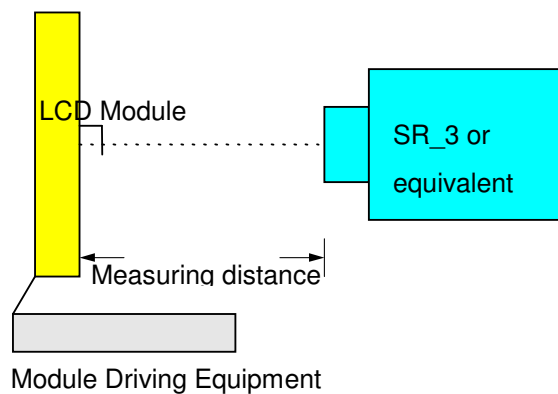 LCD Module
SR_3 or
equivalent
Measuring distance
Module Driving Equipment